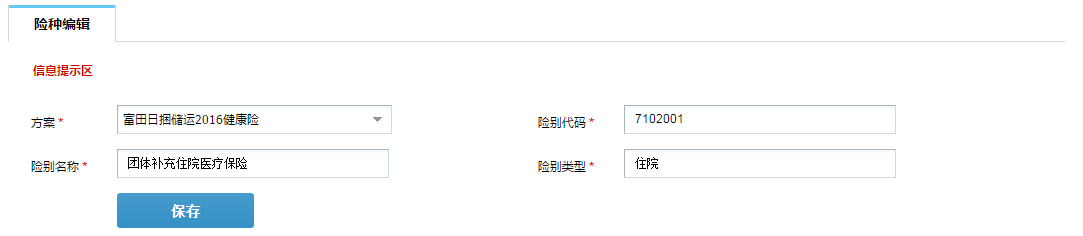 险种编辑
信息提示区
方案 * 富田日捆储运2016健康险 险别代码 * 7102001
险别名称 * 团体补充住院医疗保险 险别类型 * 住院
保存